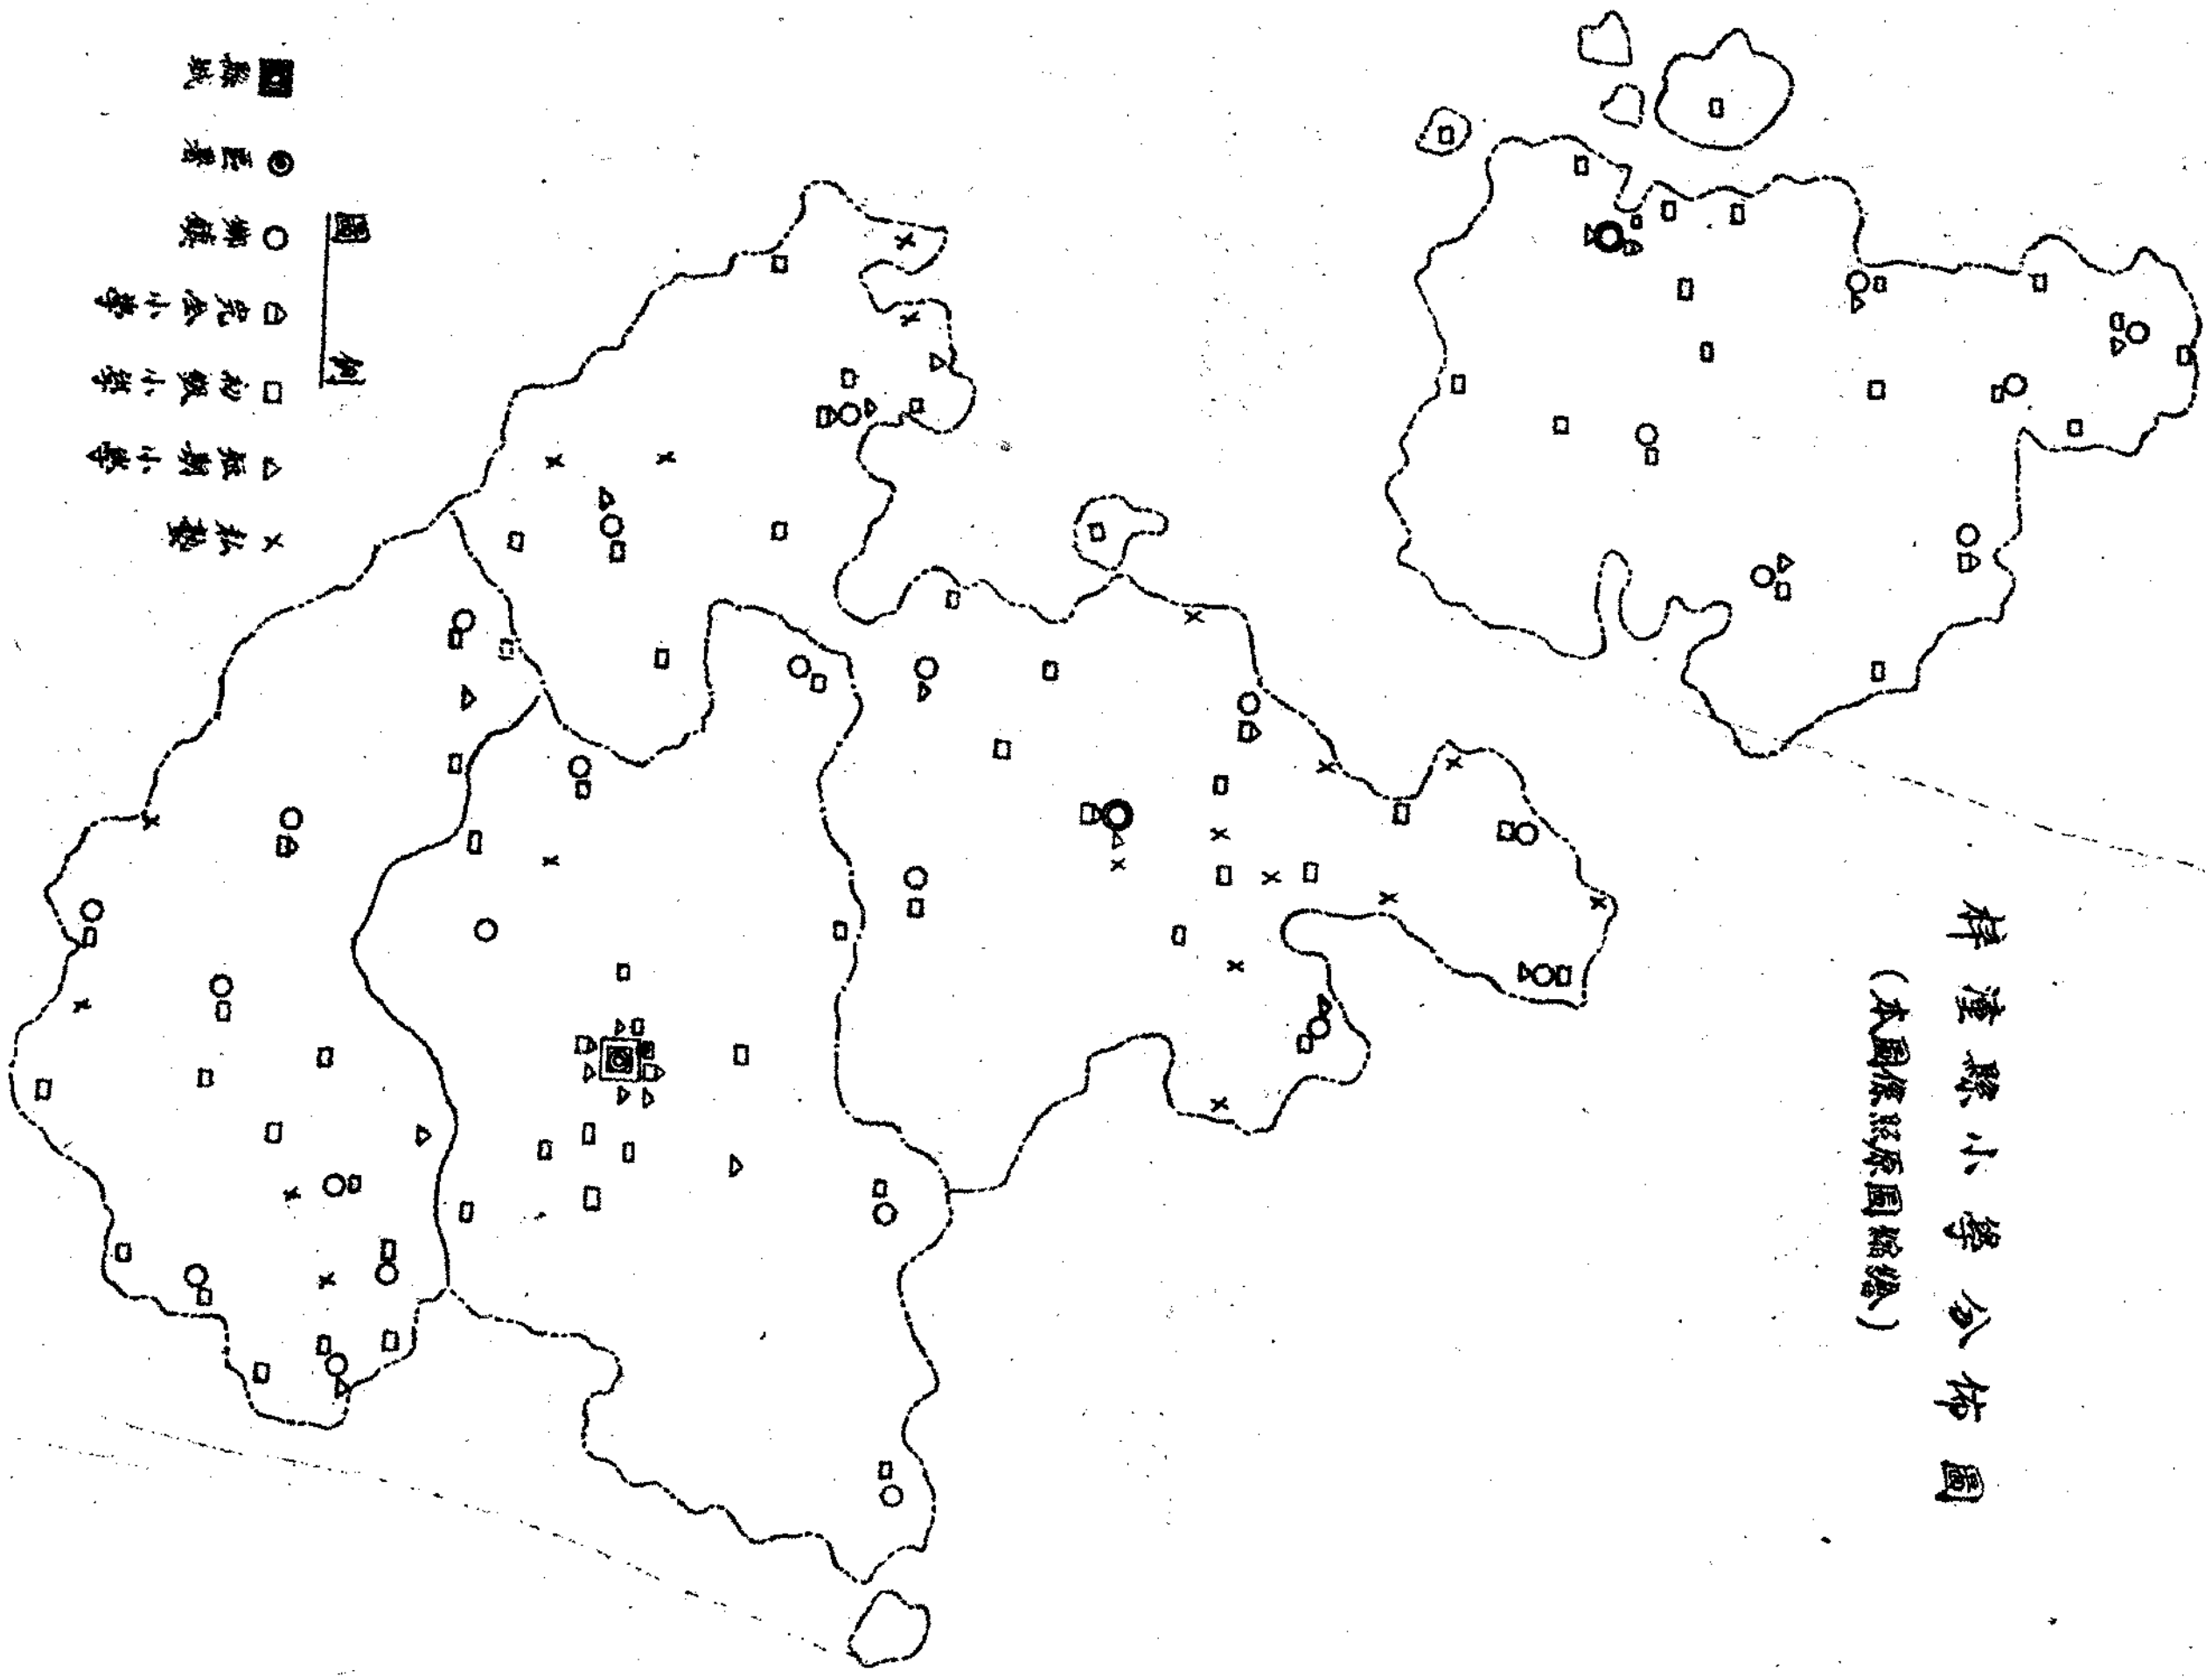 梓潼縣小學分佈圖
(本圖係照原圖縮繪)
圖例
縣城
區署
鄉鎮
完全小學
初級小學
短期小學
私塾